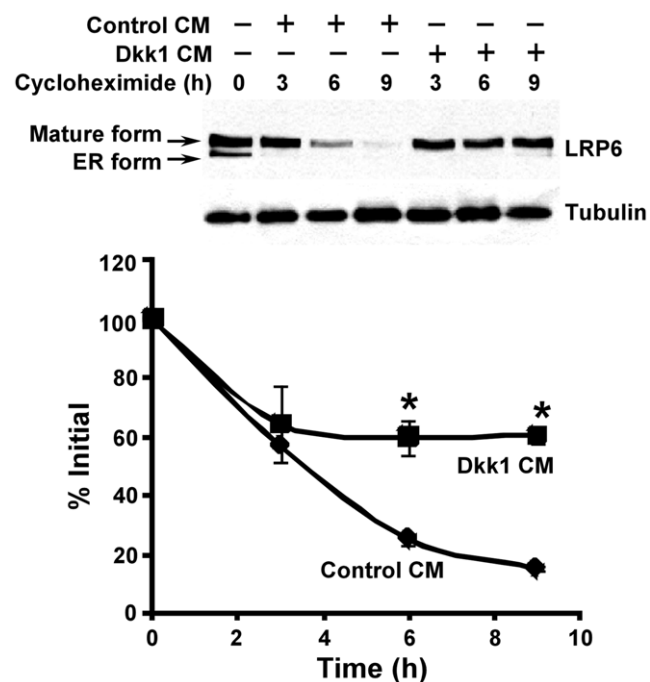 Control CM – + + + – – –
Dkk1 CM – – – – + + +
Cycloheximide (h) 0 3 6 9 3 6 9
Mature form
ER form
LRP6
Tubulin
120
100
80
60
40
20
0
% Initial
*
*
Dkk1 CM
Control CM
0 2 4 6 8 10
Time (h)